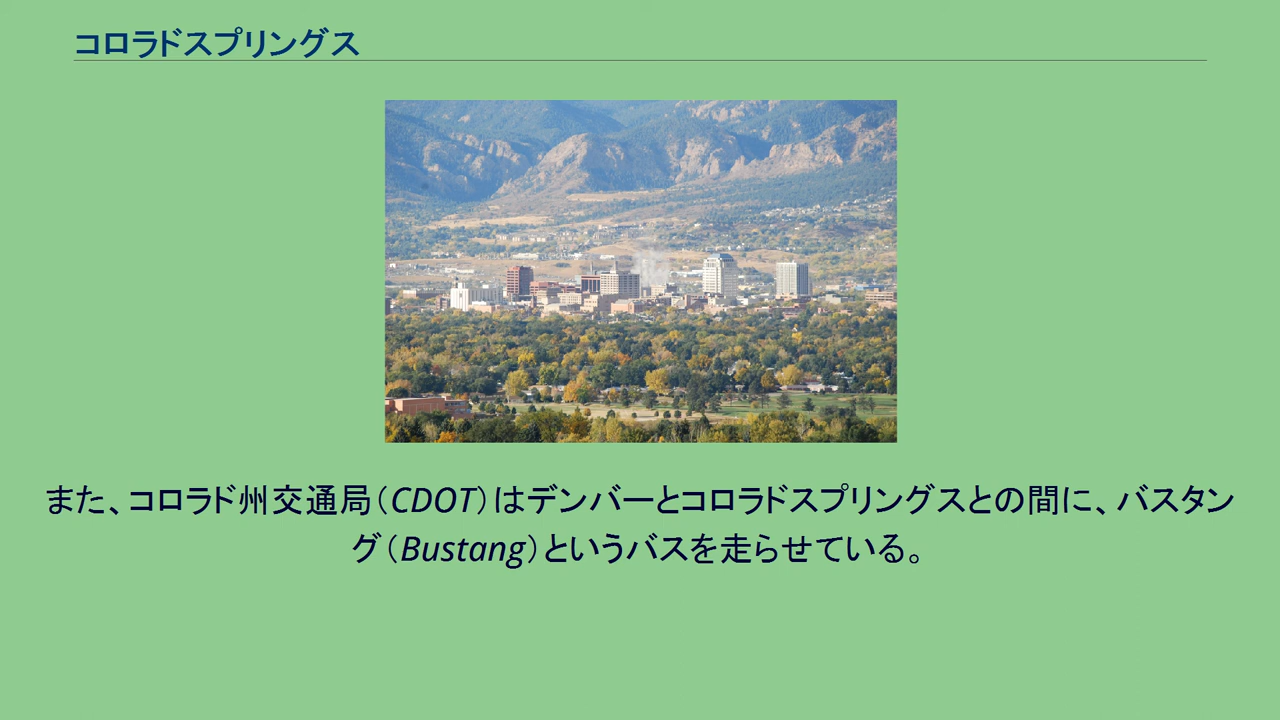 コロラドスプリングス
また、コロラド州交通局（CDOT）はデンバーとコロラドスプリングスとの間に、バスタン
グ（Bustang）というバスを走らせている。